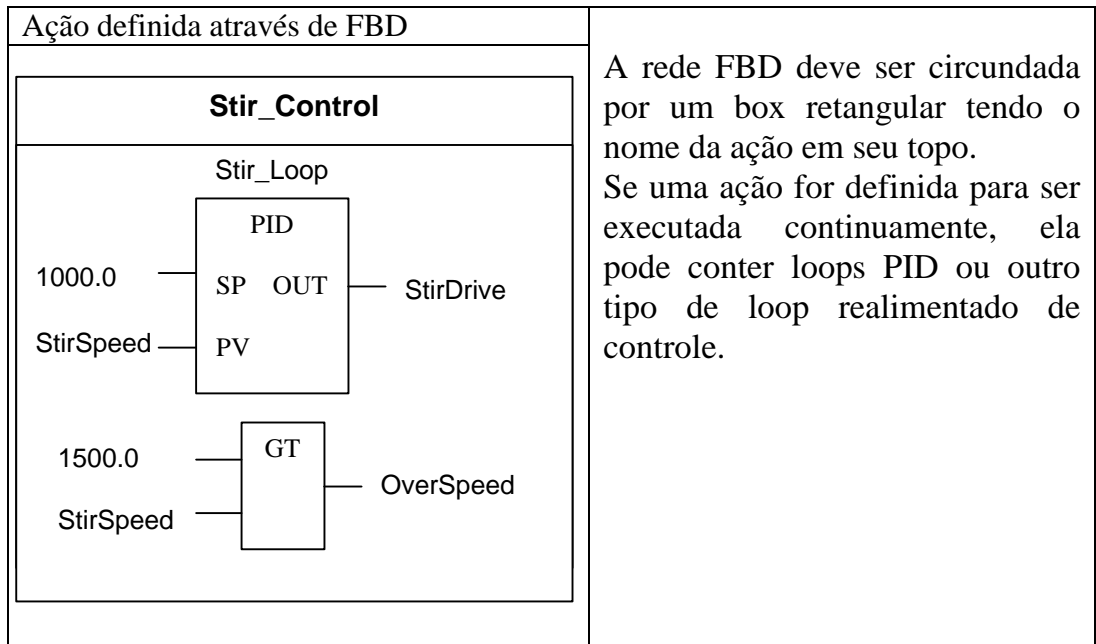 Ação definida através de FBD
Stir_Control
Stir_Loop
PID
1000.0
SP OUT
StirDrive
StirSpeed
PV
1500.0
GT
OverSpeed
StirSpeed
A rede FBD deve ser circundada
por um box retangular tendo o
nome da ação em seu topo.
Se uma ação for definida para ser
executada continuamente, ela
pode conter loops PID ou outro
tipo de loop realimentado de
controle.